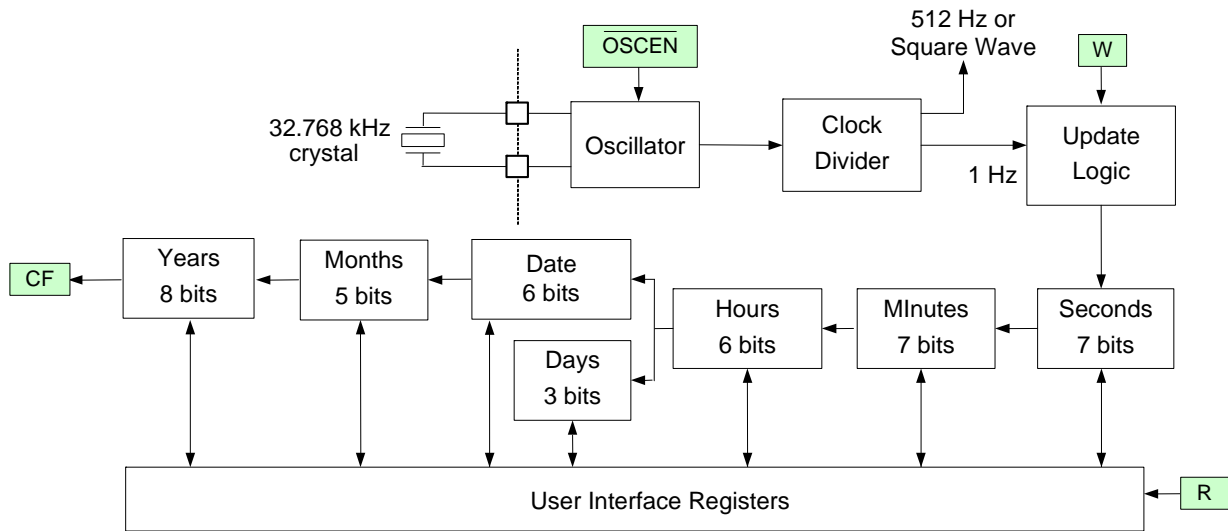 512 Hz or
Square Wave
OSCEN
W
32.768 kHz
crystal
Oscillator
Clock
Divider
1 Hz
Update
Logic
CF
Years
8 bits
Months
5 bits
Date
6 bits
Days
3 bits
Hours
6 bits
MInutes
7 bits
Seconds
7 bits
User Interface Registers
R